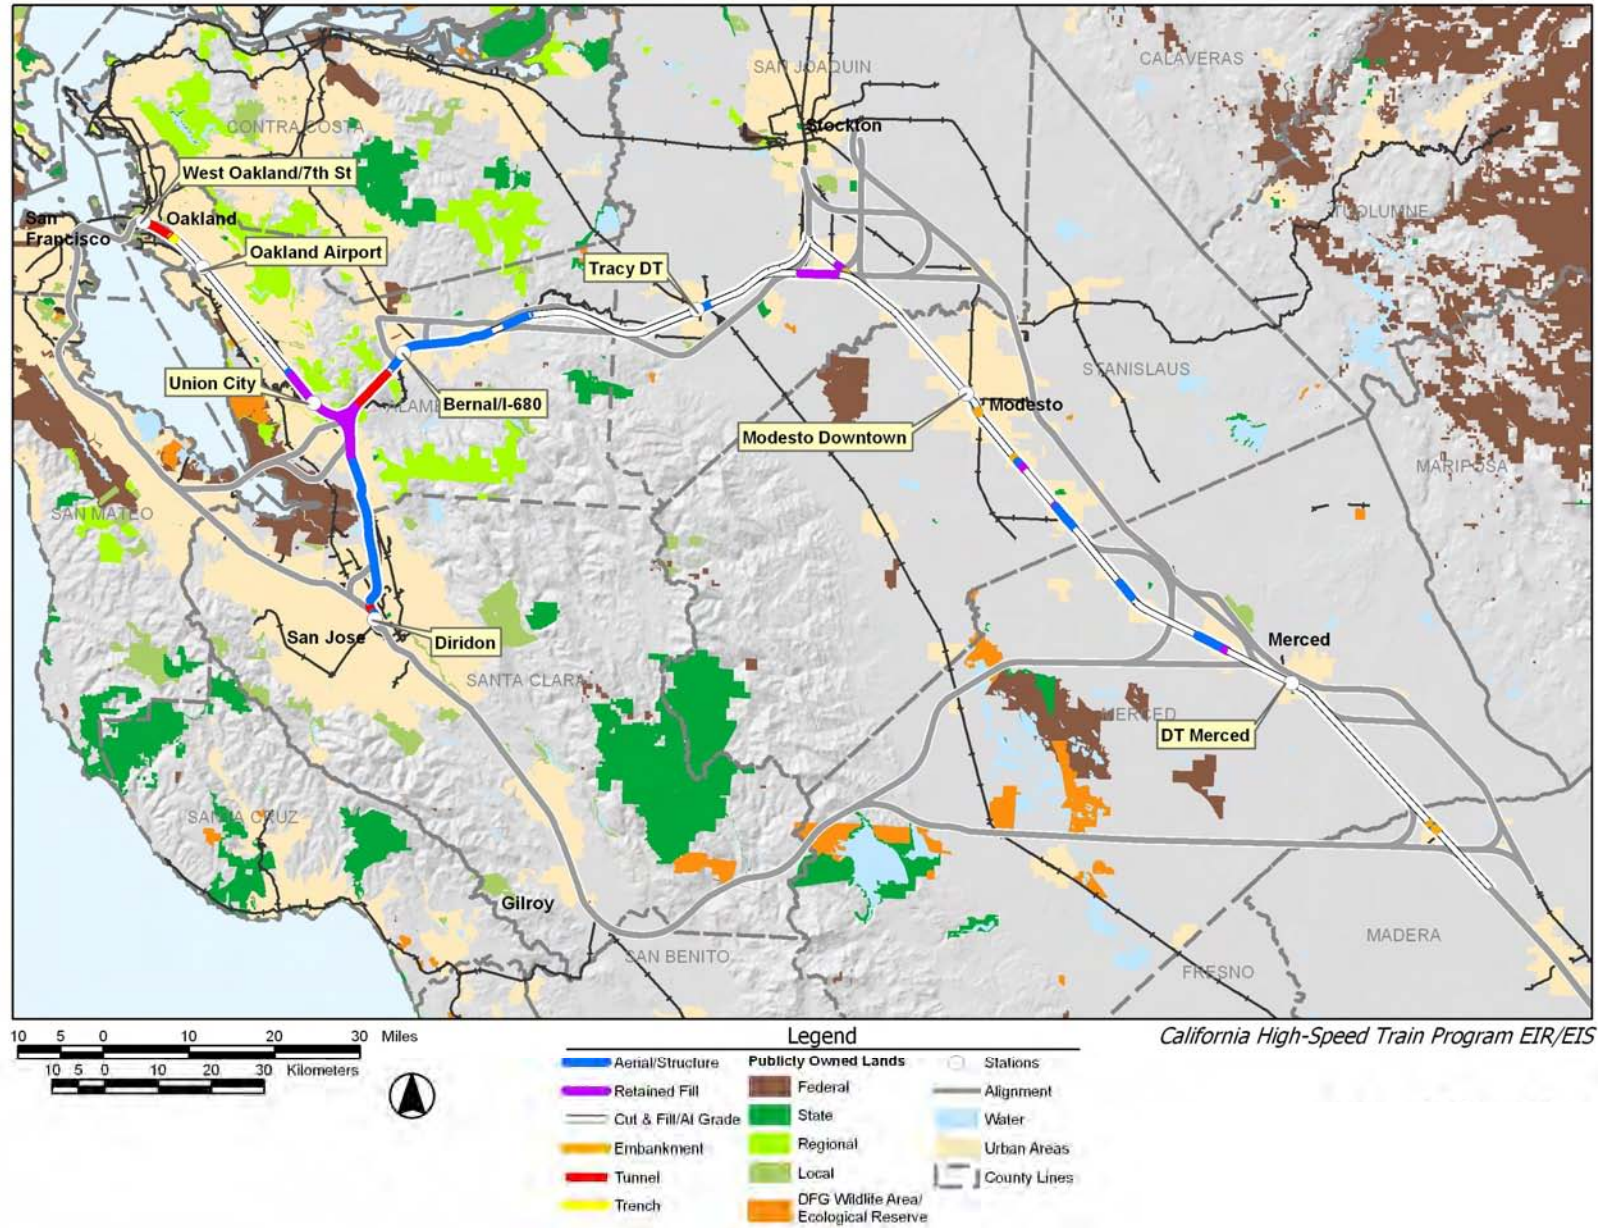 SAN JOAQUIN
CALAVERAS
CONTRA COSTA
Stockton
West Oakland/7th St
San
Francisco
Oakland
TUOLUMNE
Oakland Airport
Tracy DT
Union City
ALAMEDA
Bernal/I-680
STANISLAUS
Modesto
Modesto Downtown
MARIPOSA
SAN MATEO
San Jose
Diridon
Merced
SANTA CLARA
MERCED
DT Merced
SANTA CRUZ
Gilroy
SAN BENITO
MADERA
FRESNO
10 5 0 10 20 30 Miles
10 5 0 10 20 30 Kilometers
Legend
California High-Speed Train Program EIR/EIS
Aerial/Structure
Retained Fill
Cut & Fill/At Grade
Embankment
Tunnel
Trench
Publicly Owned Lands
Federal
State
Regional
Local
DFG Wildlife Area/
Ecological Reserve
Stations
Alignment
Water
Urban Areas
County Lines